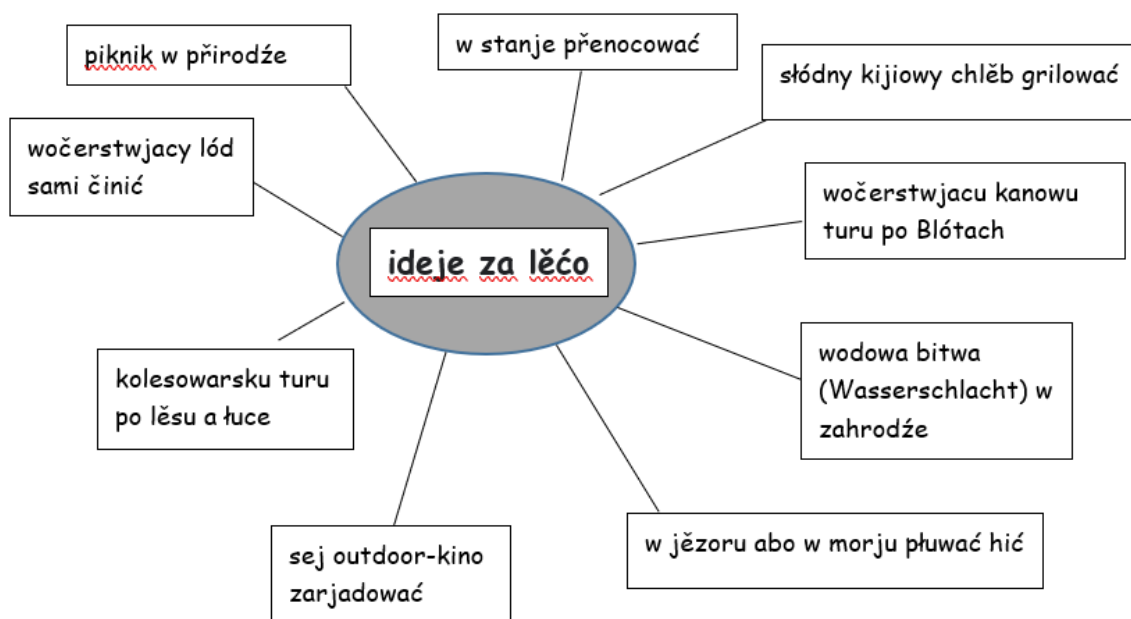 piknik w přirodźe
w stanje přenocować
słódny kijiowy chlěb grilować
wočerstwjacy lód
sami činić
wočerstwjacu kanowu
turu po Błótach
ideje za lěćo
kolesowarsku turu
po lěsu a łuce
wodowa bitwa
(Wasserschlacht) w
zahrodźe
sej outdoor-kino
zarjadować
w jězoru abo w morju płuwać hić